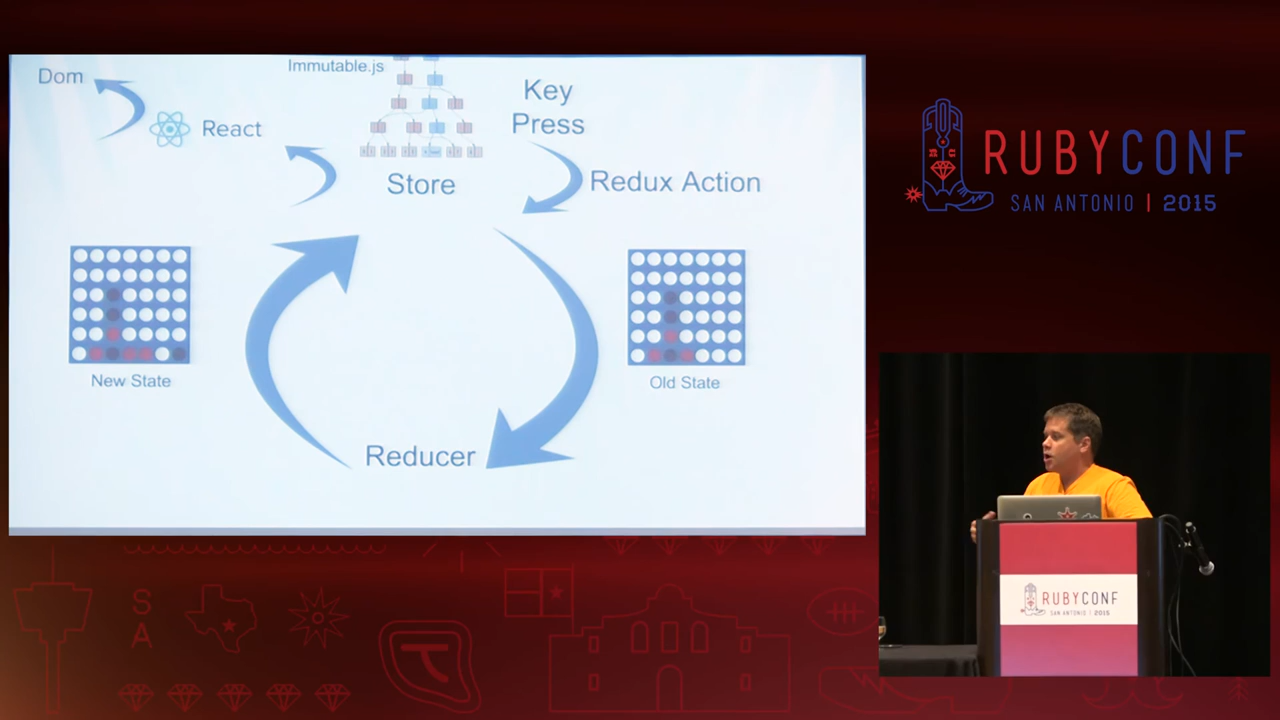 Dom
Immutable.js
Key
Press
React
Redux Action
Store
New State
Old State
Reducer
RUBYCONF
SAN ANTONIO | 2015
S
A
RUBYCONF
SAN ANTONIO | 2015